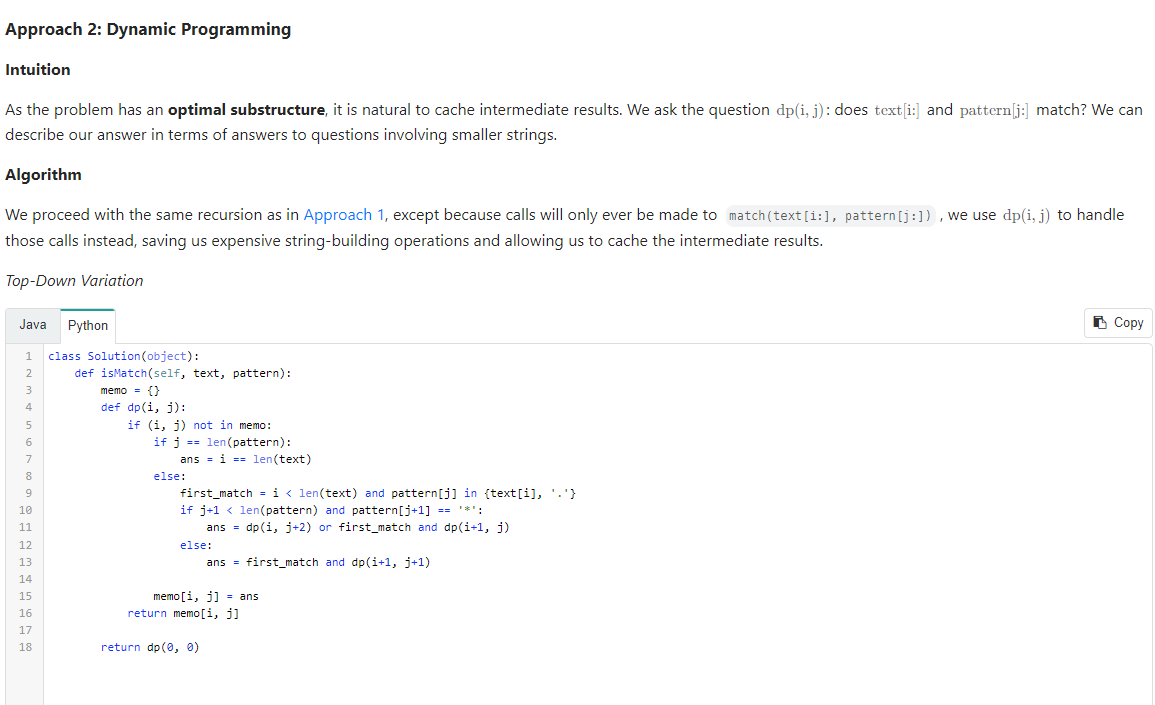 Approach 2: Dynamic Programming
Intuition
As the problem has an optimal substructure, it is natural to cache intermediate results. We ask the question dp(i, j): does text[i:] and pattern[j:] match? We can
describe our answer in terms of answers to questions involving smaller strings.
Algorithm
We proceed with the same recursion as in Approach 1, except because calls will only ever be made to match(text[i:], pattern[j:]) , we use dp(i, j) to handle
those calls instead, saving us expensive string-building operations and allowing us to cache the intermediate results.
Top-Down Variation
Java Python Copy
1 class Solution(object):
2     def isMatch(self, text, pattern):
3         memo = {}
4         def dp(i, j):
5             if (i, j) not in memo:
6                 if j == len(pattern):
7                     ans = i == len(text)
8                 else:
9                     first_match = i < len(text) and pattern[j] in {text[i], '.'}
10                     if j+1 < len(pattern) and pattern[j+1] == '*':
11                         ans = dp(i, j+2) or first_match and dp(i+1, j)
12                     else:
13                         ans = first_match and dp(i+1, j+1)
14
15                 memo[i, j] = ans
16             return memo[i, j]
17
18         return dp(0, 0)